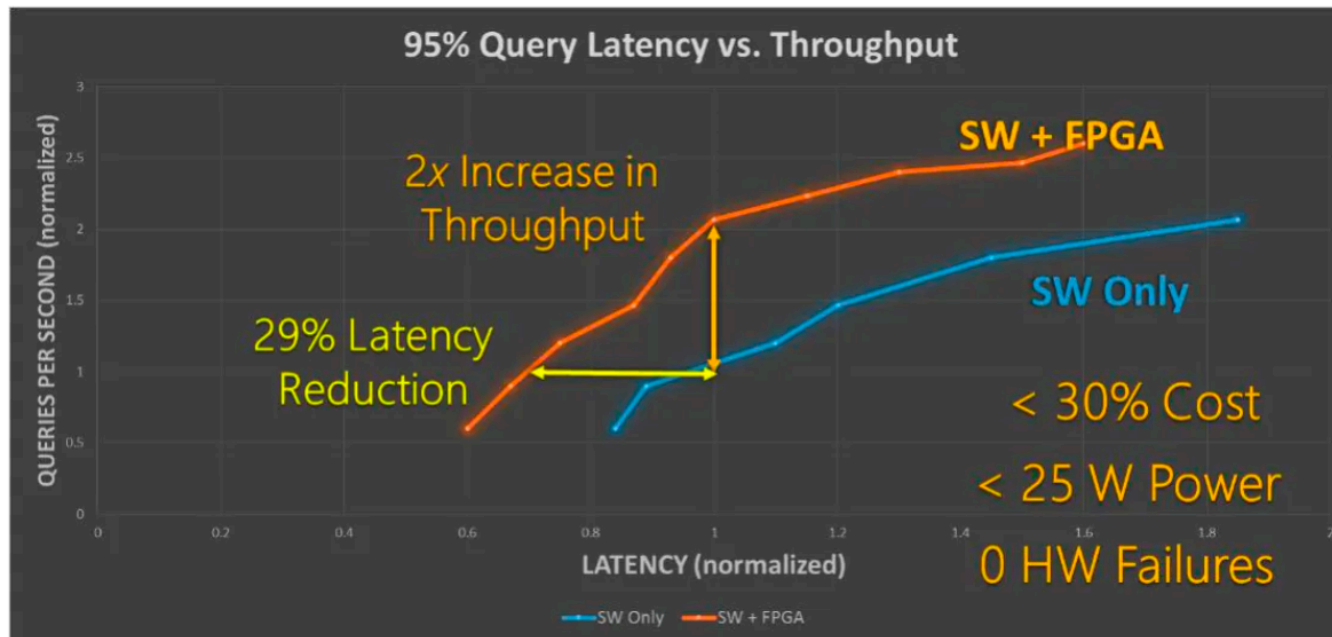 95% Query Latency vs. Throughput
3
2.5
2
1.5
1
0.5
0
QUERIES PER SECOND (normalized)
SW + FPGA
2x Increase in
Throughput
SW Only
29% Latency
Reduction
< 30% Cost
< 25 W Power
0 HW Failures
0 0.2 0.4 0.6 0.8 1 1.2 1.4 1.6 1.8 2
LATENCY (normalized)
SW Only SW + FPGA